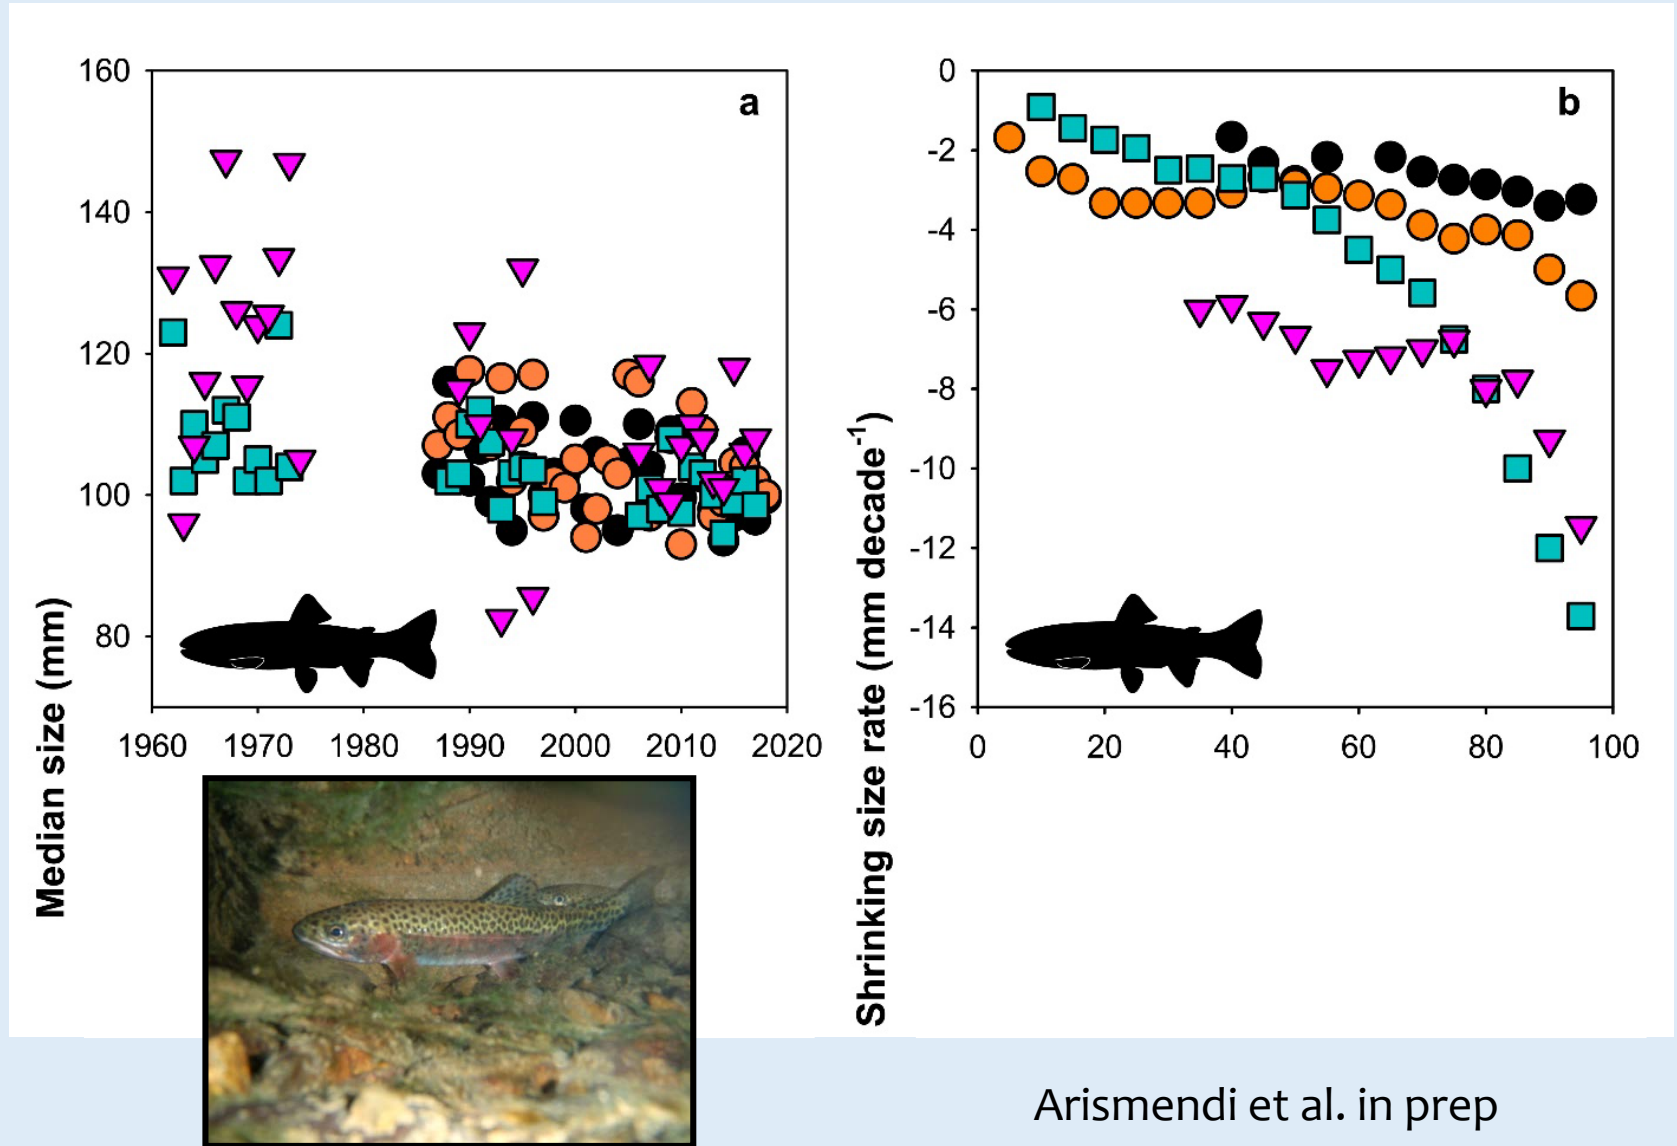 a
160
140
120
100
80
1960 1970 1980 1990 2000 2010 2020
Median size (mm)
b
0
-2
-4
-6
-8
-10
-12
-14
-16
0 20 40 60 80 100
Shrinking size rate (mm decade⁻¹)
Arismendi et al. in prep